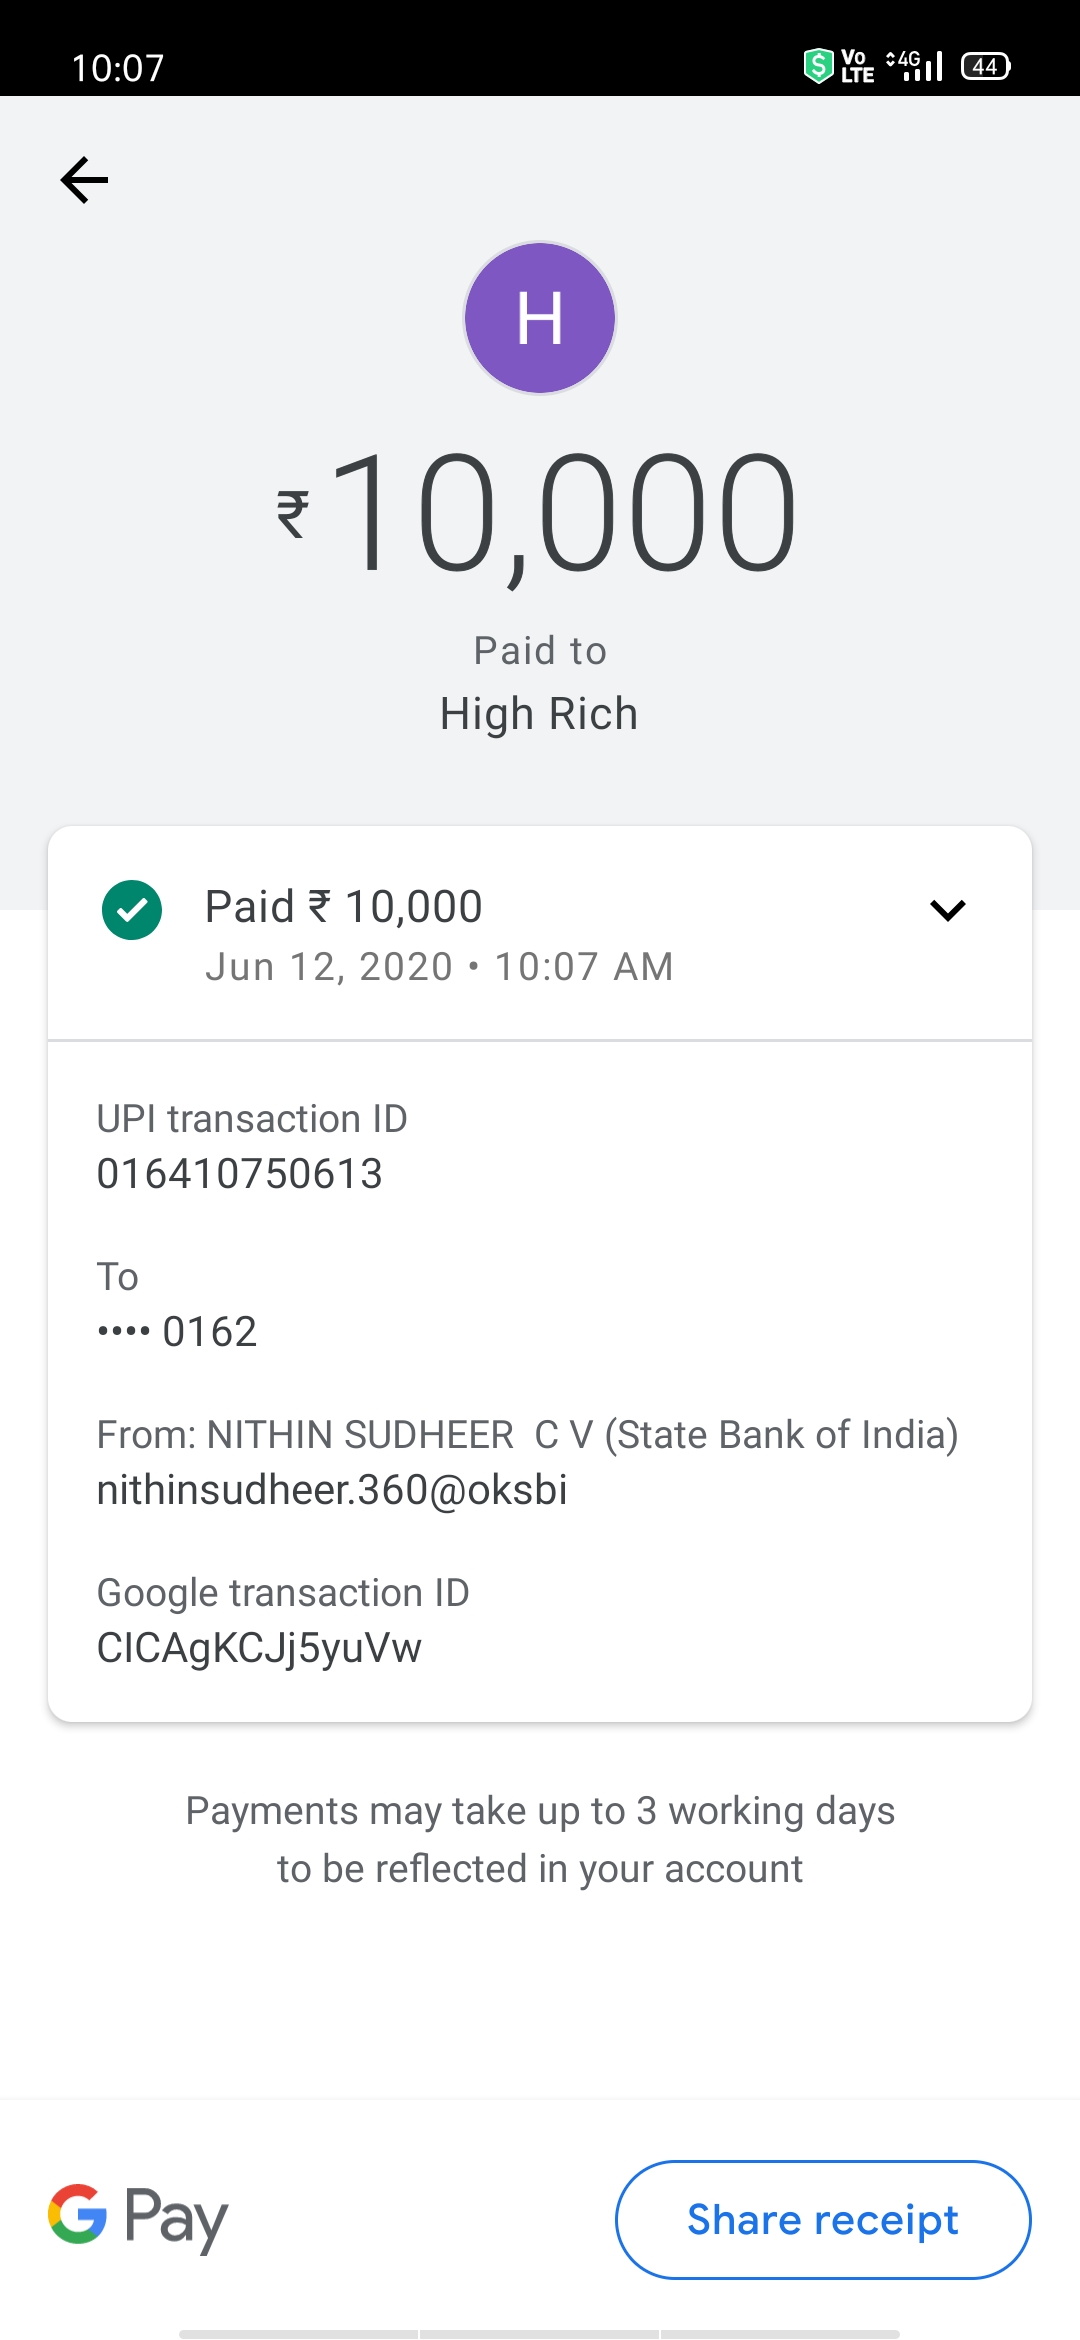 10:07
Vo
LTE
4G
44
H
₹10,000
Paid to
High Rich
Paid ₹ 10,000
Jun 12, 2020 • 10:07 AM
UPI transaction ID
016410750613
To
•••• 0162
From: NITHIN SUDHEER  C V (State Bank of India)
nithinsudheer.360@oksbi
Google transaction ID
CICAgKCJj5yuVw
Payments may take up to 3 working days
to be reflected in your account
G Pay
Share receipt